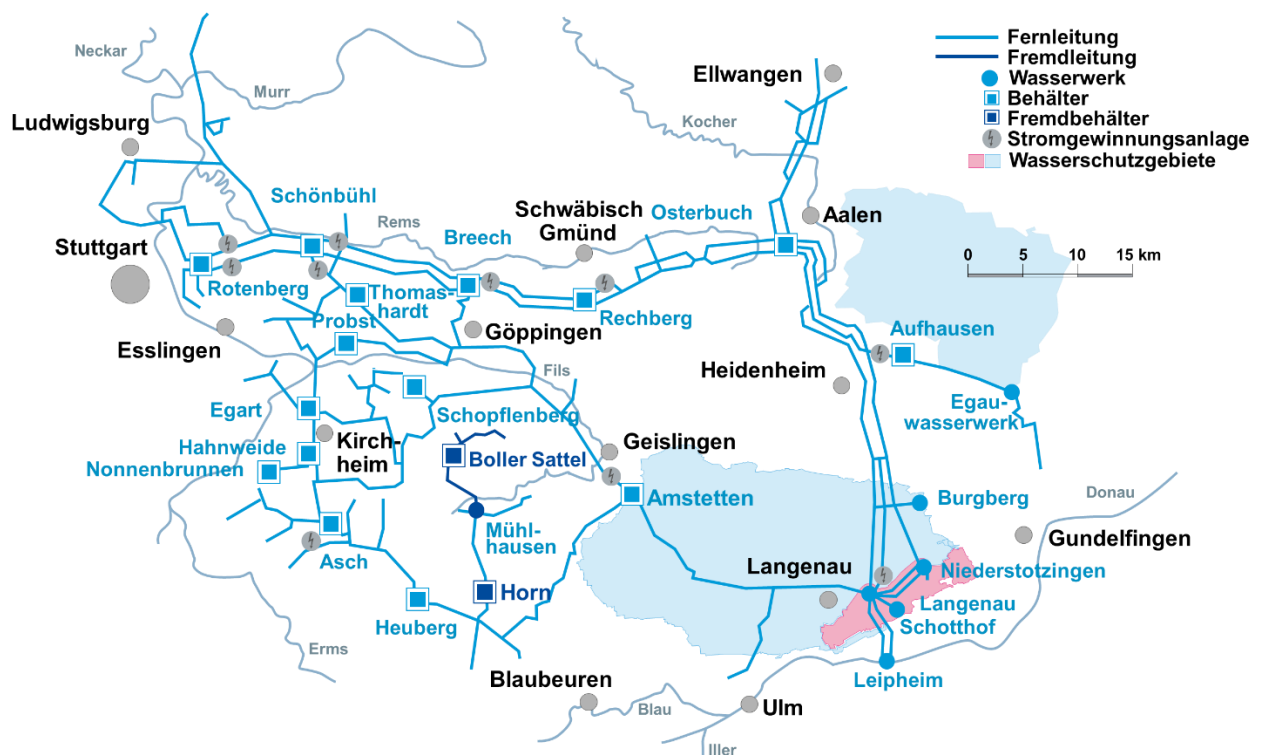 Neckar
Murr
Ludwigsburg
Ellwangen
Kocher
Fernleitung
Fremdleitung
Wasserwerk
Behälter
Fremdbehälter
Stromgewinnungsanlage
Wasserschutzgebiete
Schönbühl
Rems
Breech
Schwäbisch
Gmünd
Osterbuch
Aalen
Stuttgart
0 5 10 15 km
Rotenberg
Thomas-
hardt
Rechberg
Probst
Göppingen
Aufhausen
Esslingen
Fils
Heidenheim
Egau-
wasserwerk
Egart
Schopflenberg
Hahnweide
Kirch-
heim
Geislingen
Nonnenbrunnen
Boller Sattel
Amstetten
Burgberg
Donau
Mühl-
hausen
Gundelfingen
Asch
Langenau
Niederstotzingen
Horn
Langenau
Heuberg
Schotthof
Erms
Blaubeuren
Leipheim
Blau
Ulm
Iller